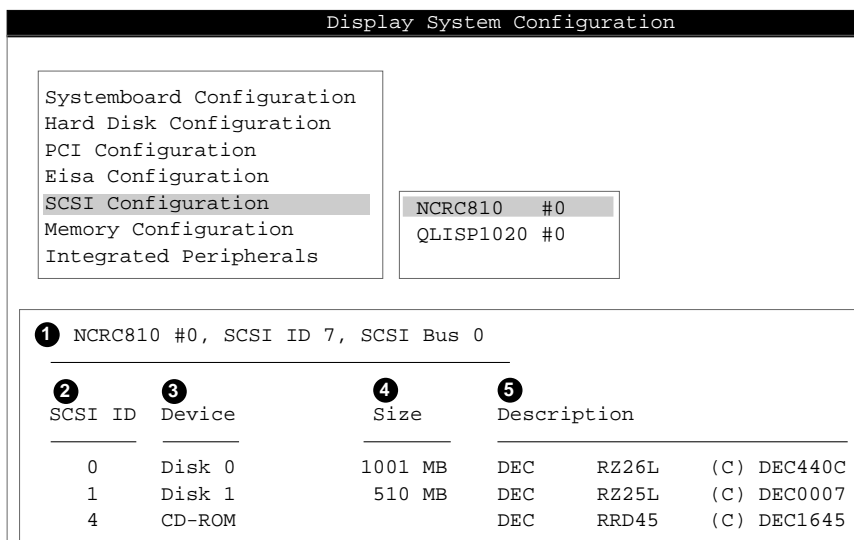 Display System Configuration
Systemboard Configuration
Hard Disk Configuration
PCI Configuration
Eisa Configuration
SCSI Configuration
Memory Configuration
Integrated Peripherals
NCRC810 #0
QLISP1020 #0
1 NCRC810 #0, SCSI ID 7, SCSI Bus 0
2 3 4 5
SCSI ID Device Size Description
0 Disk 0 1001 MB DEC RZ26L (C) DEC440C
1 Disk 1 510 MB DEC RZ25L (C) DEC0007
4 CD-ROM DEC RRD45 (C) DEC1645